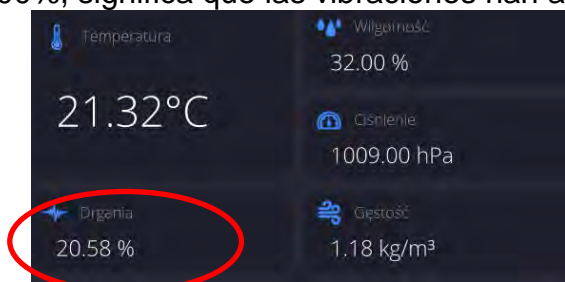 Temperatura
21.32°C
Wilgotność
32.00 %
Ciśnienie
1009.00 hPa
Drgania
20.58 %
Gęstość
1.18 kg/m³